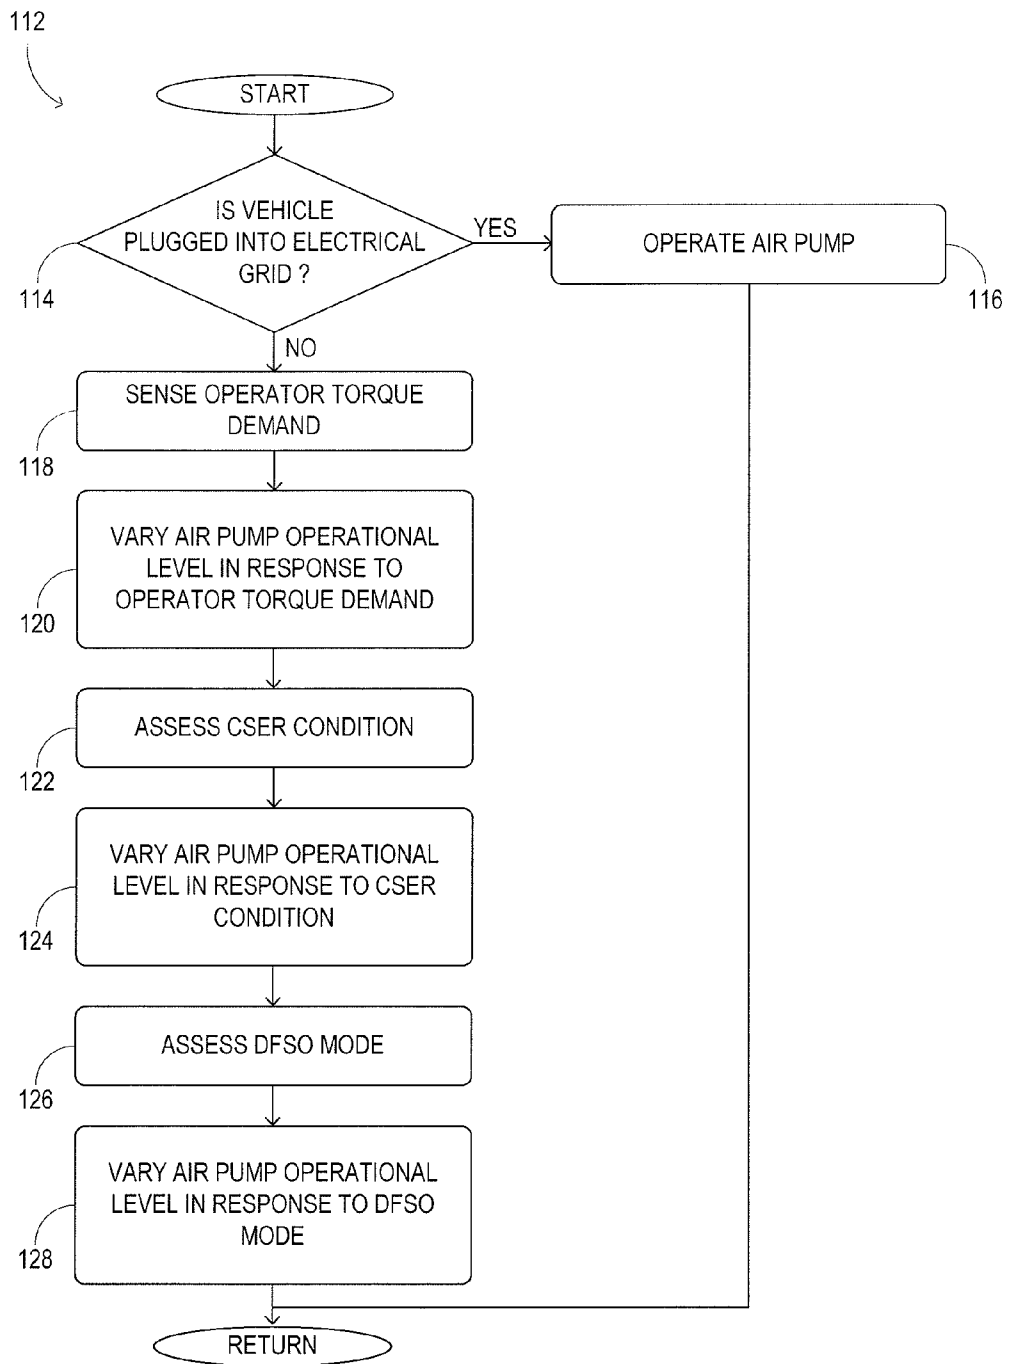 112
START
IS VEHICLE
PLUGGED INTO ELECTRICAL
GRID ?
YES
OPERATE AIR PUMP
114
116
NO
SENSE OPERATOR TORQUE
DEMAND
118
VARY AIR PUMP OPERATIONAL
LEVEL IN RESPONSE TO
OPERATOR TORQUE DEMAND
120
ASSESS CSER CONDITION
122
VARY AIR PUMP OPERATIONAL
LEVEL IN RESPONSE TO CSER
CONDITION
124
ASSESS DFSO MODE
126
VARY AIR PUMP OPERATIONAL
LEVEL IN RESPONSE TO DFSO
MODE
128
RETURN